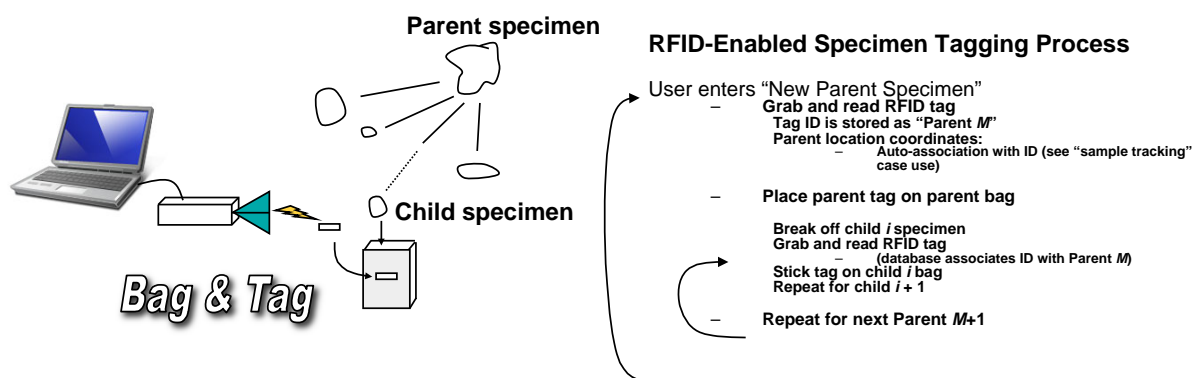 Parent specimen
Child specimen
Bag & Tag
RFID-Enabled Specimen Tagging Process
User enters “New Parent Specimen”
– Grab and read RFID tag
Tag ID is stored as “Parent M”
Parent location coordinates:
– Auto-association with ID (see “sample tracking”
case use)
– Place parent tag on parent bag
Break off child i specimen
Grab and read RFID tag
– (database associates ID with Parent M)
Stick tag on child i bag
Repeat for child i + 1
– Repeat for next Parent M+1